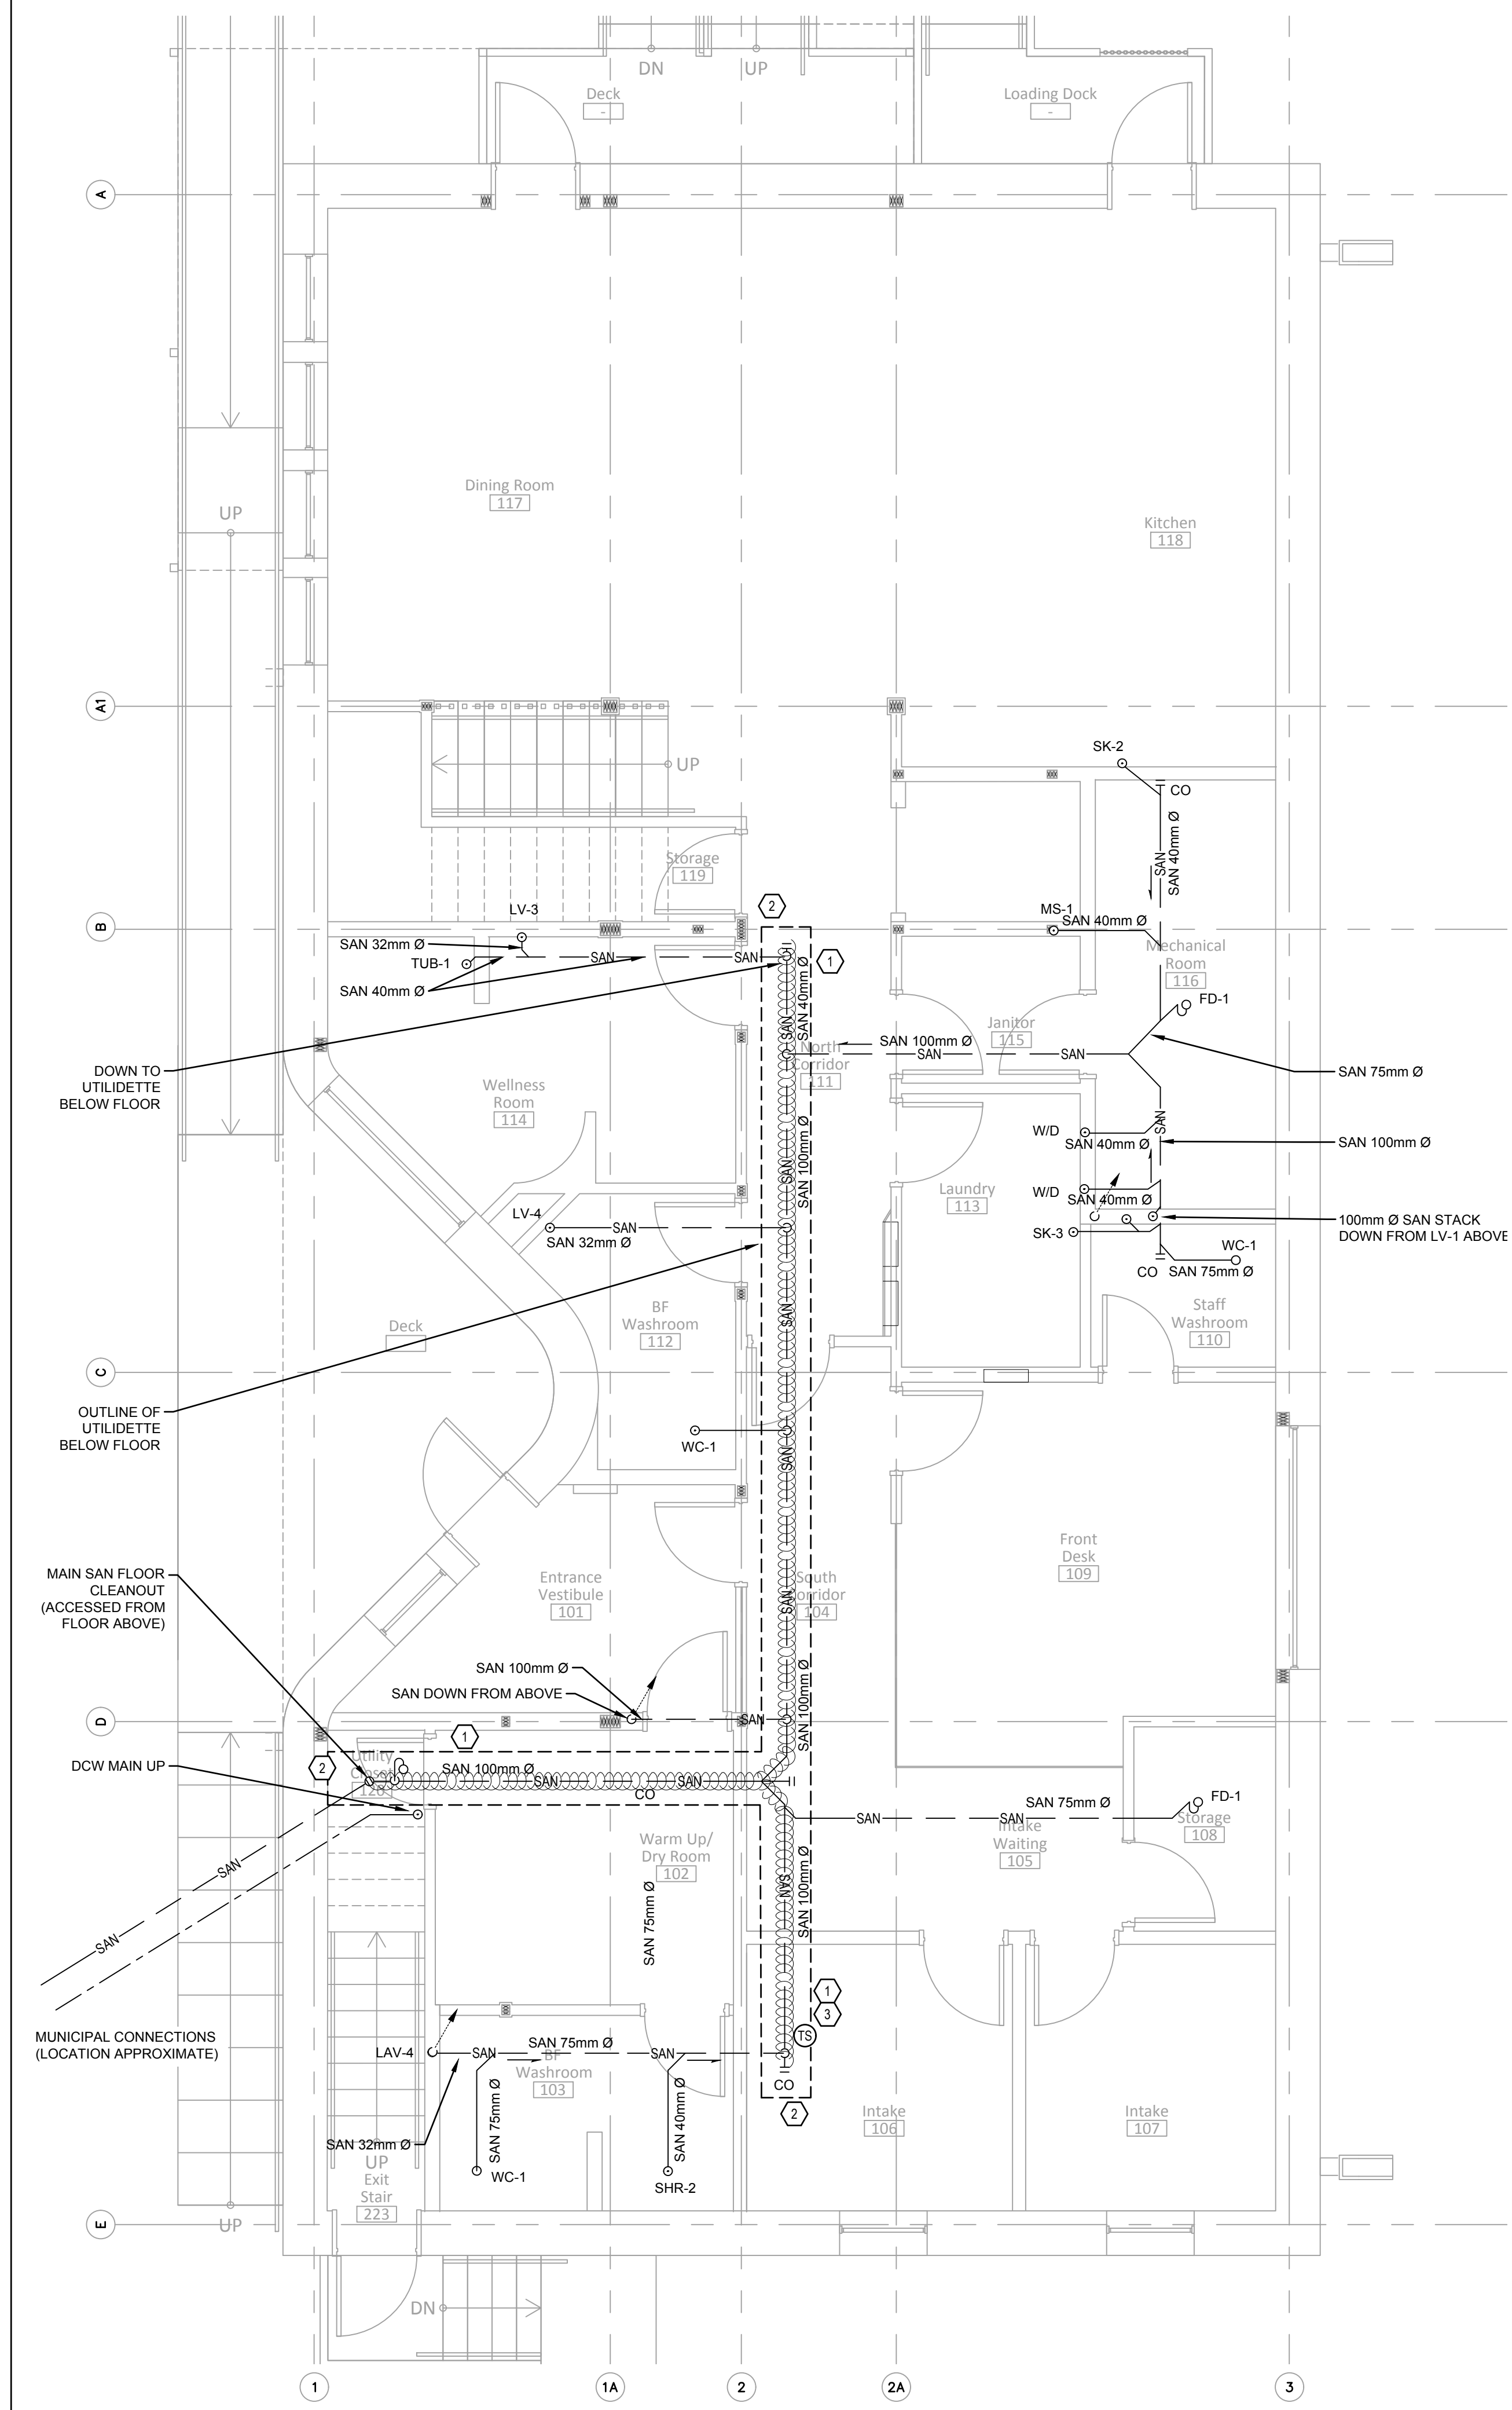 DN
UP
Deck
-
Loading Dock
-
A
Dining Room
117
UP
Kitchen
118
A1
SK-2
UP
CO
SAN 40mm Ø
SAN
Storage
119
2
LV-3
MS-1
SAN 40mm Ø
B
SAN 32mm Ø
TUB-1
SAN
SAN
1
Mechanical
Room
116
SAN 40mm Ø
SAN 40mm Ø
SAN
FD-1
Janitor
115
SAN 100mm Ø
SAN
SAN
North
Corridor
111
DOWN TO
UTILIDETTE
BELOW FLOOR
SAN 75mm Ø
Wellness
Room
114
SAN 100mm Ø
SAN
W/D
SAN 40mm Ø
SAN
SAN 100mm Ø
Laundry
113
W/D
SAN 40mm Ø
LV-4
SAN
SAN 32mm Ø
SK-3
100mm Ø SAN STACK
DOWN FROM LV-1 ABOVE
WC-1
CO
SAN 75mm Ø
BF
Washroom
112
SAN
Staff
Washroom
110
Deck
C
OUTLINE OF
UTILIDETTE
BELOW FLOOR
WC-1
SAN
Front
Desk
109
MAIN SAN FLOOR
CLEANOUT
(ACCESSED FROM
FLOOR ABOVE)
Entrance
Vestibule
101
South
Corridor
104
SAN
SAN 100mm Ø
SAN DOWN FROM ABOVE
SAN 100mm Ø
D
SAN
1
2
DCW MAIN UP
Utility
Closet
120
SAN 100mm Ø
SAN
SAN
CO
SAN
SAN
SAN 75mm Ø
FD-1
Storage
108
Intake
Waiting
105
Warm Up/
Dry Room
102
SAN
SAN 100mm Ø
SAN 75mm Ø
SAN
SAN
1
3
TS
MUNICIPAL CONNECTIONS
(LOCATION APPROXIMATE)
LAV-4
SAN
SAN 75mm Ø
SAN
BF
Washroom
103
CO
2
SAN 75mm Ø
SAN 40mm Ø
Intake
106
Intake
107
SAN 32mm Ø
UP
WC-1
SHR-2
Exit
Stair
223
E
UP
DN
1
1A
2
2A
3